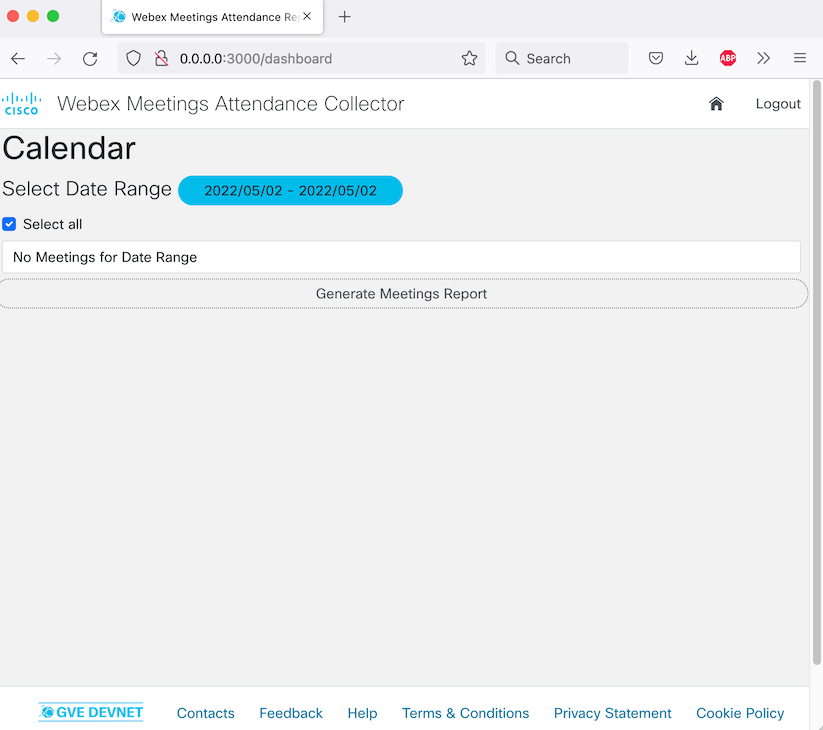 Webex Meetings Attendance Re
0.0.0.0:3000/dashboard
Search
ABP
CISCO
Webex Meetings Attendance Collector
Logout
Calendar
Select Date Range
2022/05/02 - 2022/05/02
Select all
No Meetings for Date Range
Generate Meetings Report
GVE DEVNET
Contacts
Feedback
Help
Terms & Conditions
Privacy Statement
Cookie Policy